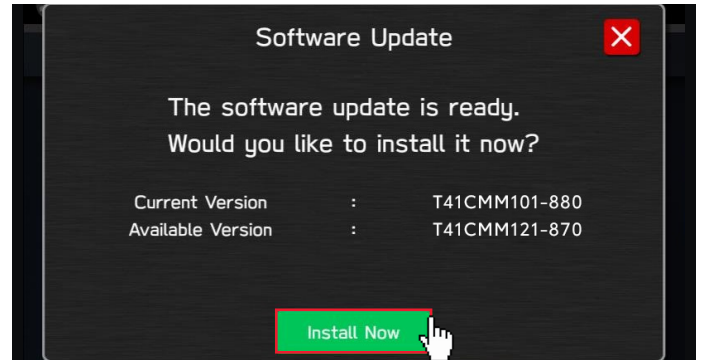 Software Update
The software update is ready.
Would you like to install it now?
Current Version : T41CMM101-880
Available Version : T41CMM121-870
Install Now